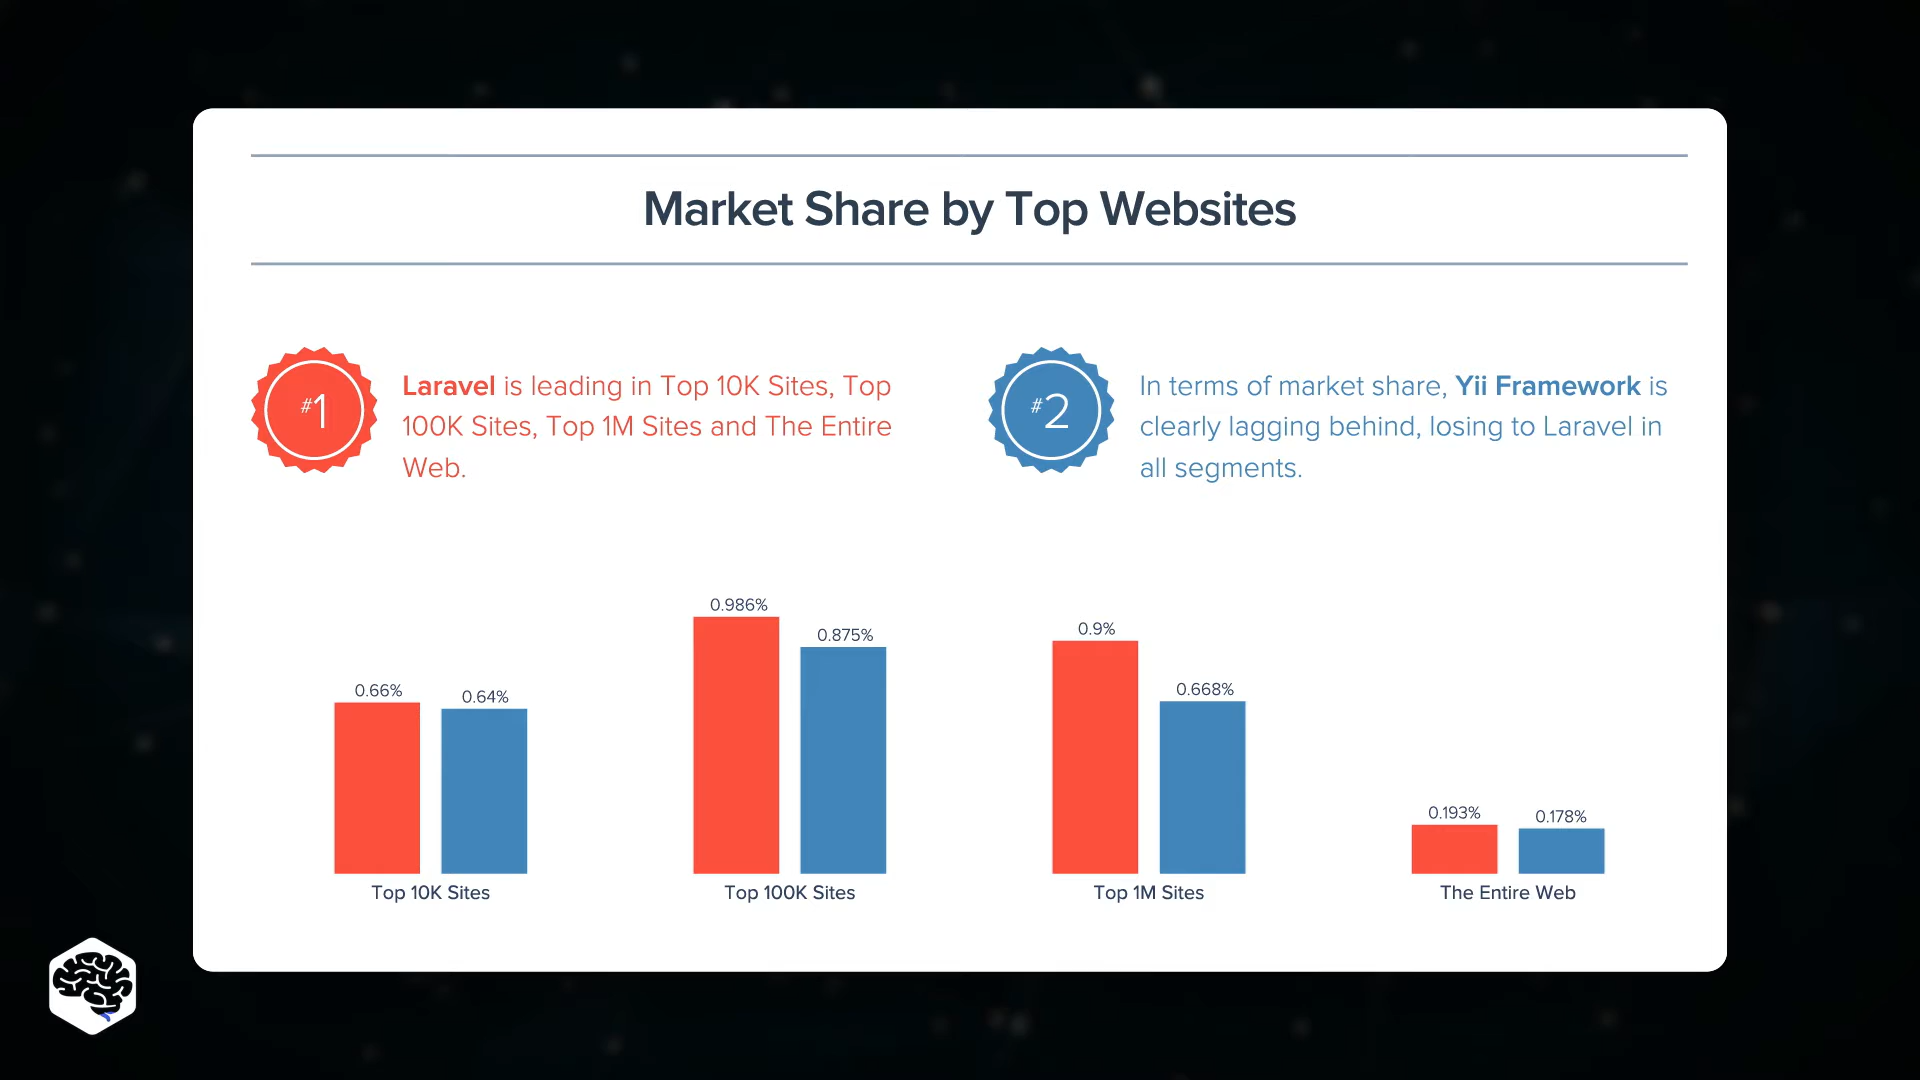 Market Share by Top Websites
#1
Laravel is leading in Top 10K Sites, Top
100K Sites, Top 1M Sites and The Entire
Web.
#2
In terms of market share, Yii Framework is
clearly lagging behind, losing to Laravel in
all segments.
0.66%
0.64%
Top 10K Sites
0.986%
0.875%
Top 100K Sites
0.9%
0.668%
Top 1M Sites
0.193%
0.178%
The Entire Web